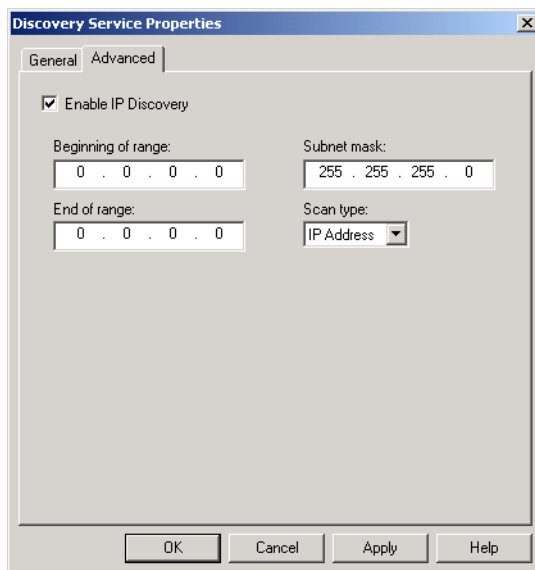 Discovery Service Properties
General Advanced
Enable IP Discovery
Beginning of range: Subnet mask:
0 . 0 . 0 . 0 255 . 255 . 255 . 0
End of range: Scan type:
0 . 0 . 0 . 0 IP Address
OK Cancel Apply Help